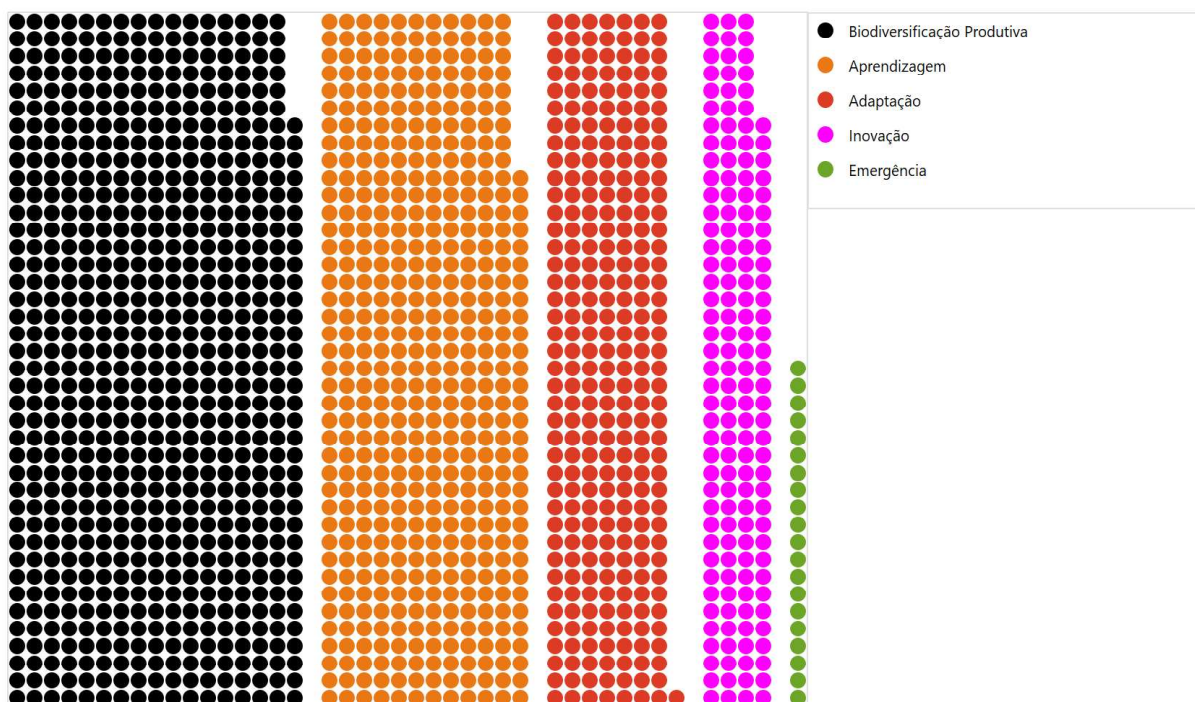 Biodiversificação Produtiva
Aprendizagem
Adaptação
Inovação
Emergência